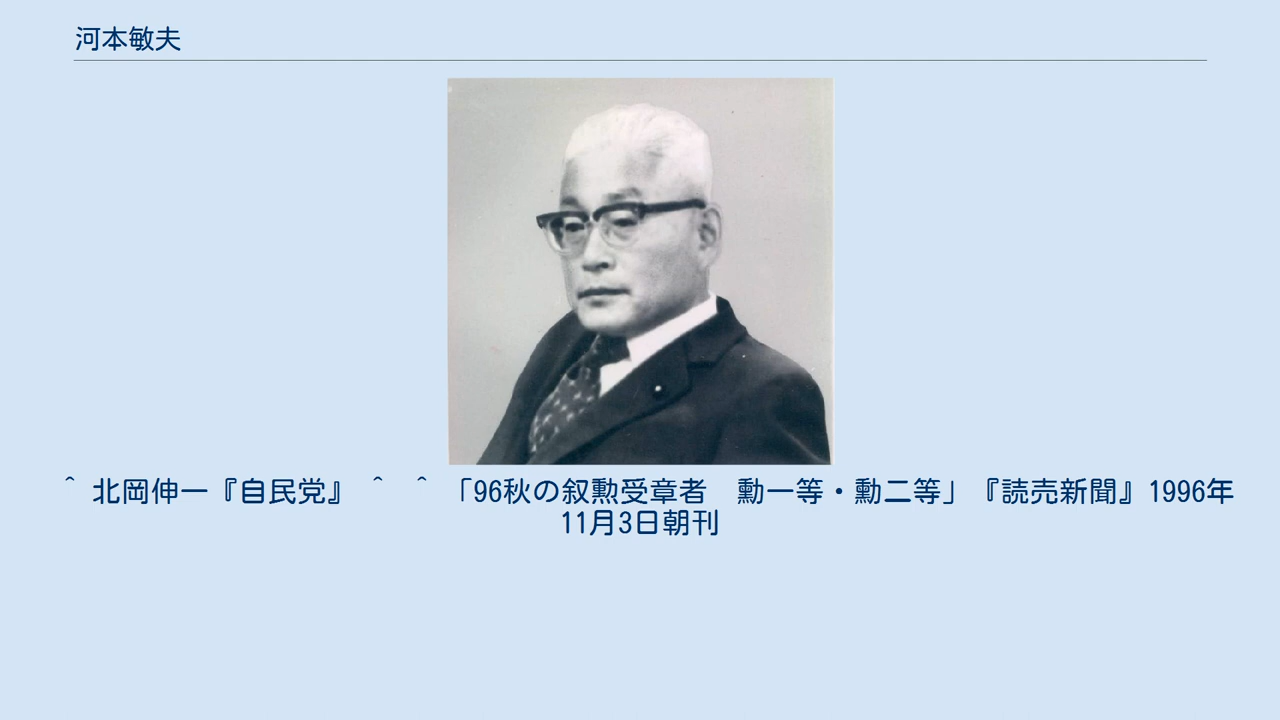 河本敏夫
^ 北岡伸一『自民党』 ^ ^ 「96秋の叙勲受章者　勳一等・勳二等」『読売新聞』1996年
11月3日朝刊